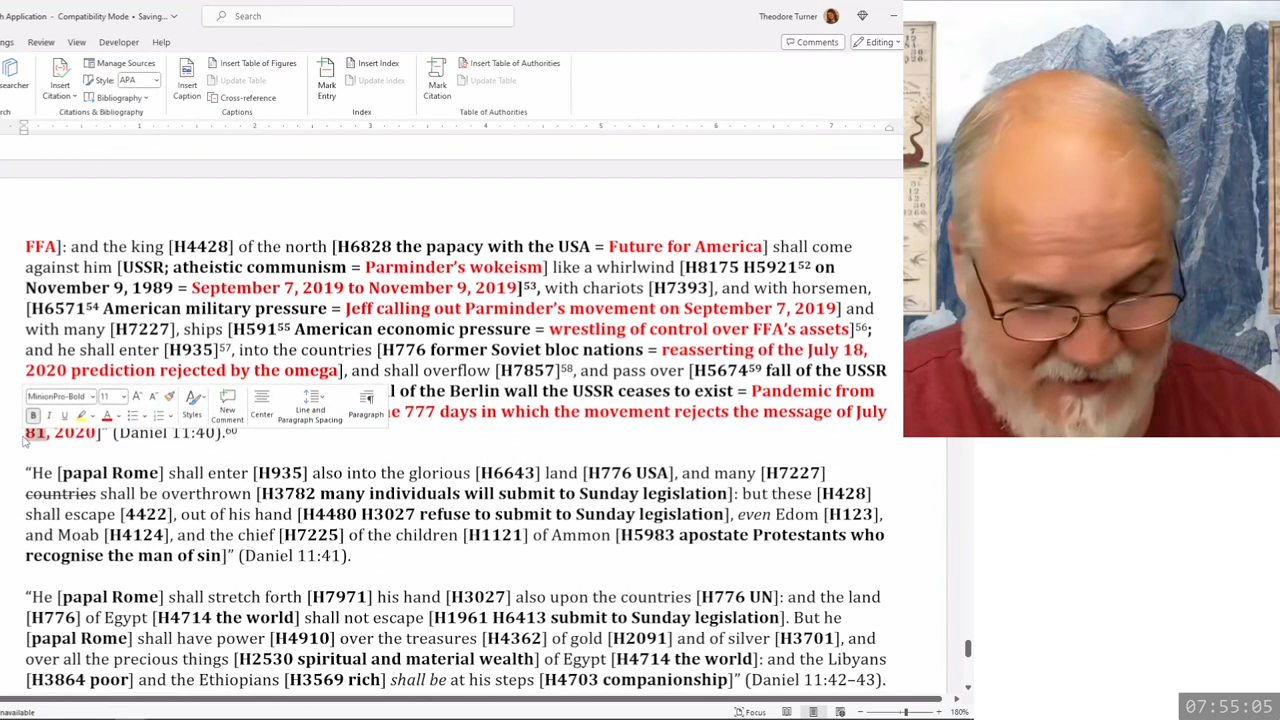 h Application - Compatibility Mode • Saving...
Search
Theodore Turner
ngs Review View Developer Help
Comments
Editing
searcher
Insert Citation
Manage Sources
Style: APA
Bibliography
Insert Caption
Insert Table of Figures
Update Table
Cross-reference
Mark Entry
Insert Index
Update Index
Mark Citation
Insert Table of Authorities
Update Table
rch
Citations & Bibliography
Captions
Index
Table of Authorities
1 2 3 4 5 6 7
FFA]: and the king [H4428] of the north [H6828 the papacy with the USA = Future for America] shall come
against him [USSR; atheistic communism = Parminder’s wokeism] like a whirlwind [H8175 H5921⁵² on
November 9, 1989 = September 7, 2019 to November 9, 2019]⁵³, with chariots [H7393], and with horsemen,
[H6571⁵⁴ American military pressure = Jeff calling out Parminder’s movement on September 7, 2019] and
with many [H7227], ships [H591⁵⁵ American economic pressure = wrestling of control over FFA’s assets]⁵⁶;
and he shall enter [H935]⁵⁷, into the countries [H776 former Soviet bloc nations = reasserting of the July 18,
2020 prediction rejected by the omega], and shall overflow [H7857]⁵⁸, and pass over [H5674⁵⁹ fall of the USSR
l of the Berlin wall the USSR ceases to exist = Pandemic from
e 777 days in which the movement rejects the message of July
81, 2020]” (Daniel 11:40).⁶⁰
MinionPro-Bold 11
B I U
Styles
New Comment
Center
Line and Paragraph Spacing
Paragraph
“He [papal Rome] shall enter [H935] also into the glorious [H6643] land [H776 USA], and many [H7227]
countries shall be overthrown [H3782 many individuals will submit to Sunday legislation]: but these [H428]
shall escape [4422], out of his hand [H4480 H3027 refuse to submit to Sunday legislation], even Edom [H123],
and Moab [H4124], and the chief [H7225] of the children [H1121] of Ammon [H5983 apostate Protestants who
recognise the man of sin]” (Daniel 11:41).
“He [papal Rome] shall stretch forth [H7971] his hand [H3027] also upon the countries [H776 UN]: and the land
[H776] of Egypt [H4714 the world] shall not escape [H1961 H6413 submit to Sunday legislation]. But he
[papal Rome] shall have power [H4910] over the treasures [H4362] of gold [H2091] and of silver [H3701], and
over all the precious things [H2530 spiritual and material wealth] of Egypt [H4714 the world]: and the Libyans
[H3864 poor] and the Ethiopians [H3569 rich] shall be at his steps [H4703 companionship]” (Daniel 11:42–43).
navailable
Focus
180%
07:55:05